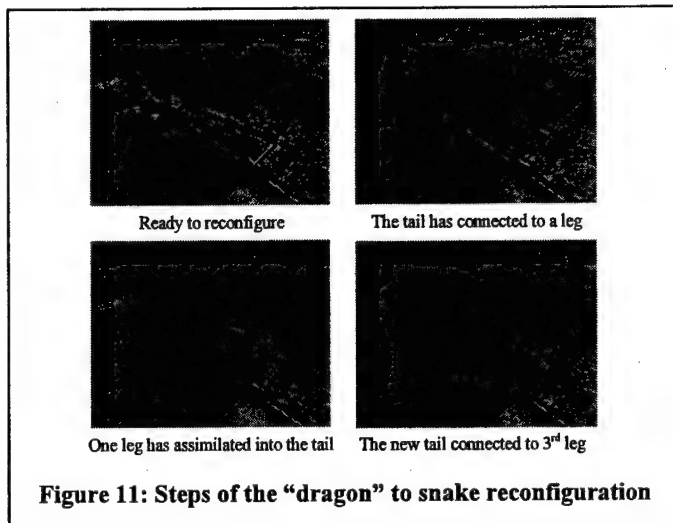 Ready to reconfigure
The tail has connected to a leg
One leg has assimilated into the tail
The new tail connected to 3rd leg
Figure 11: Steps of the “dragon” to snake reconfiguration